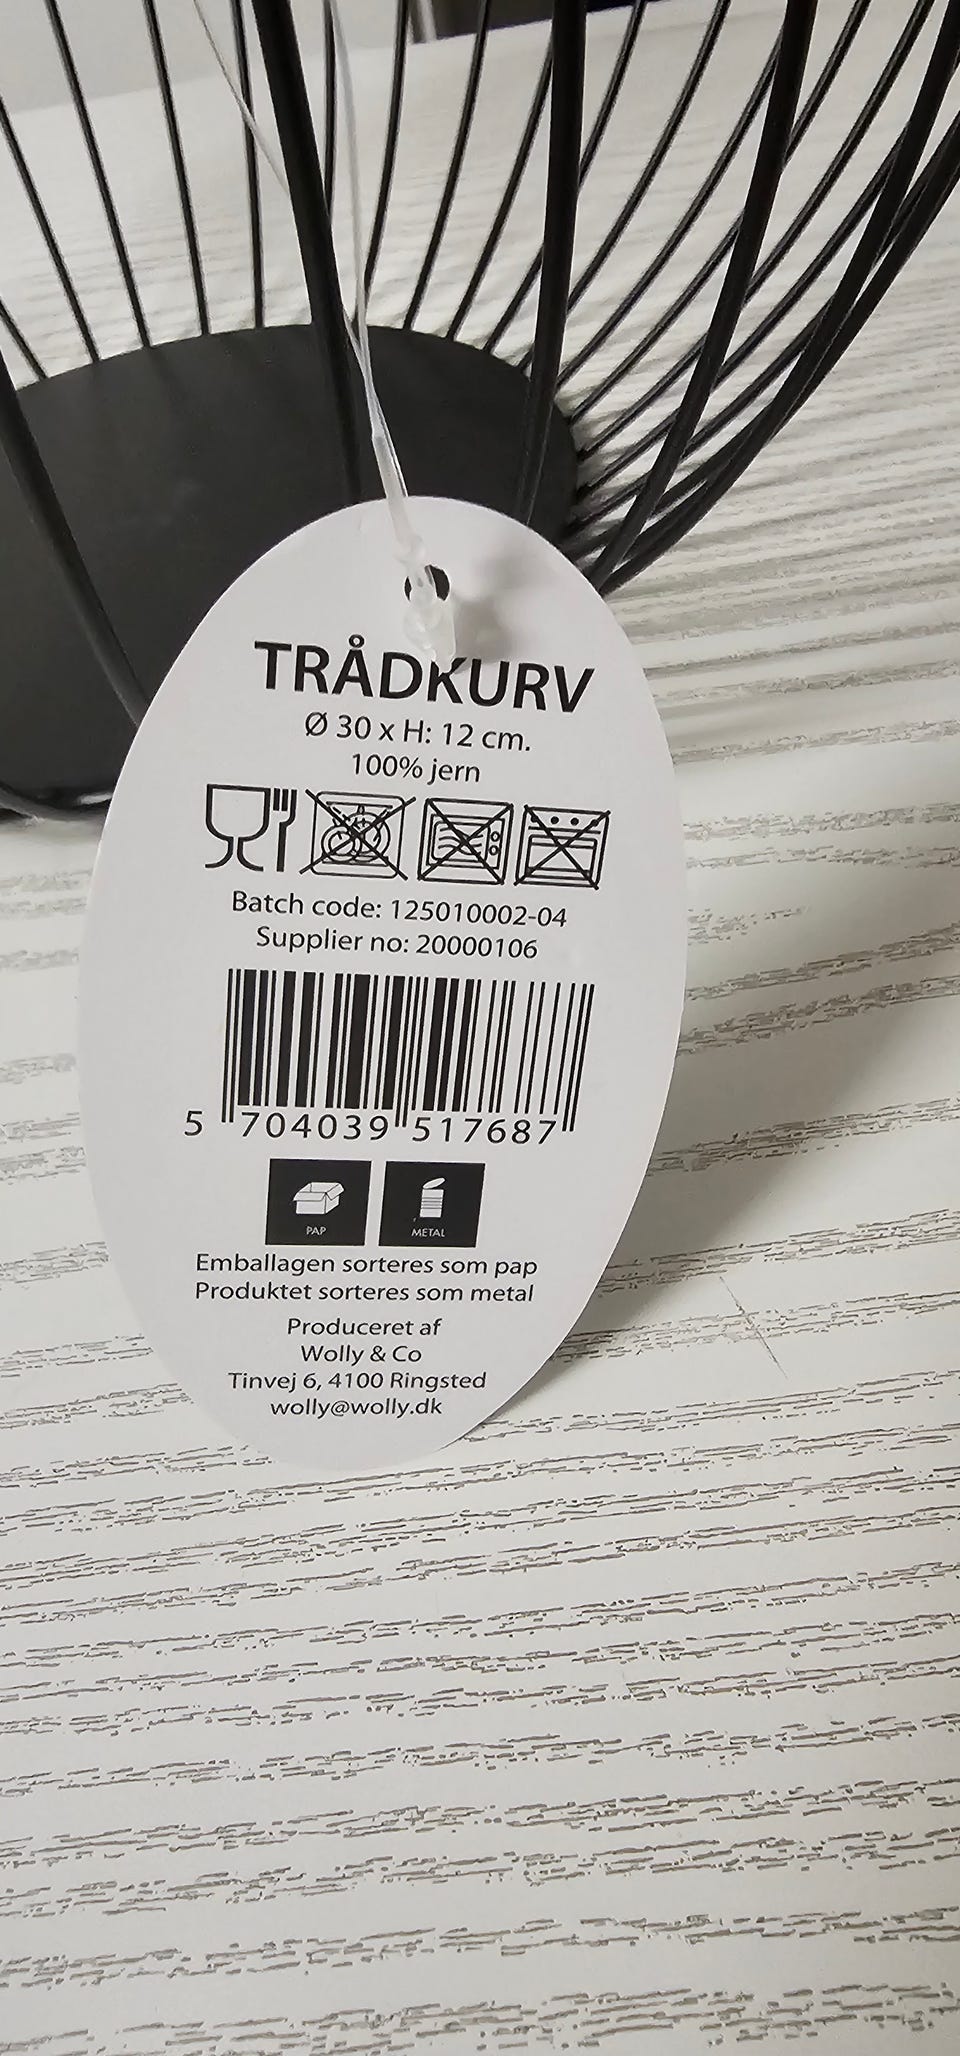 TRÅDKURV
Ø 30 x H: 12 cm.
100% jern
Batch code: 125010002-04
Supplier no: 20000106
5 704039 517687
PAP METAL
Emballagen sorteres som pap
Produktet sorteres som metal
Produceret af
Wolly & Co
Tinvej 6, 4100 Ringsted
wolly@wolly.dk